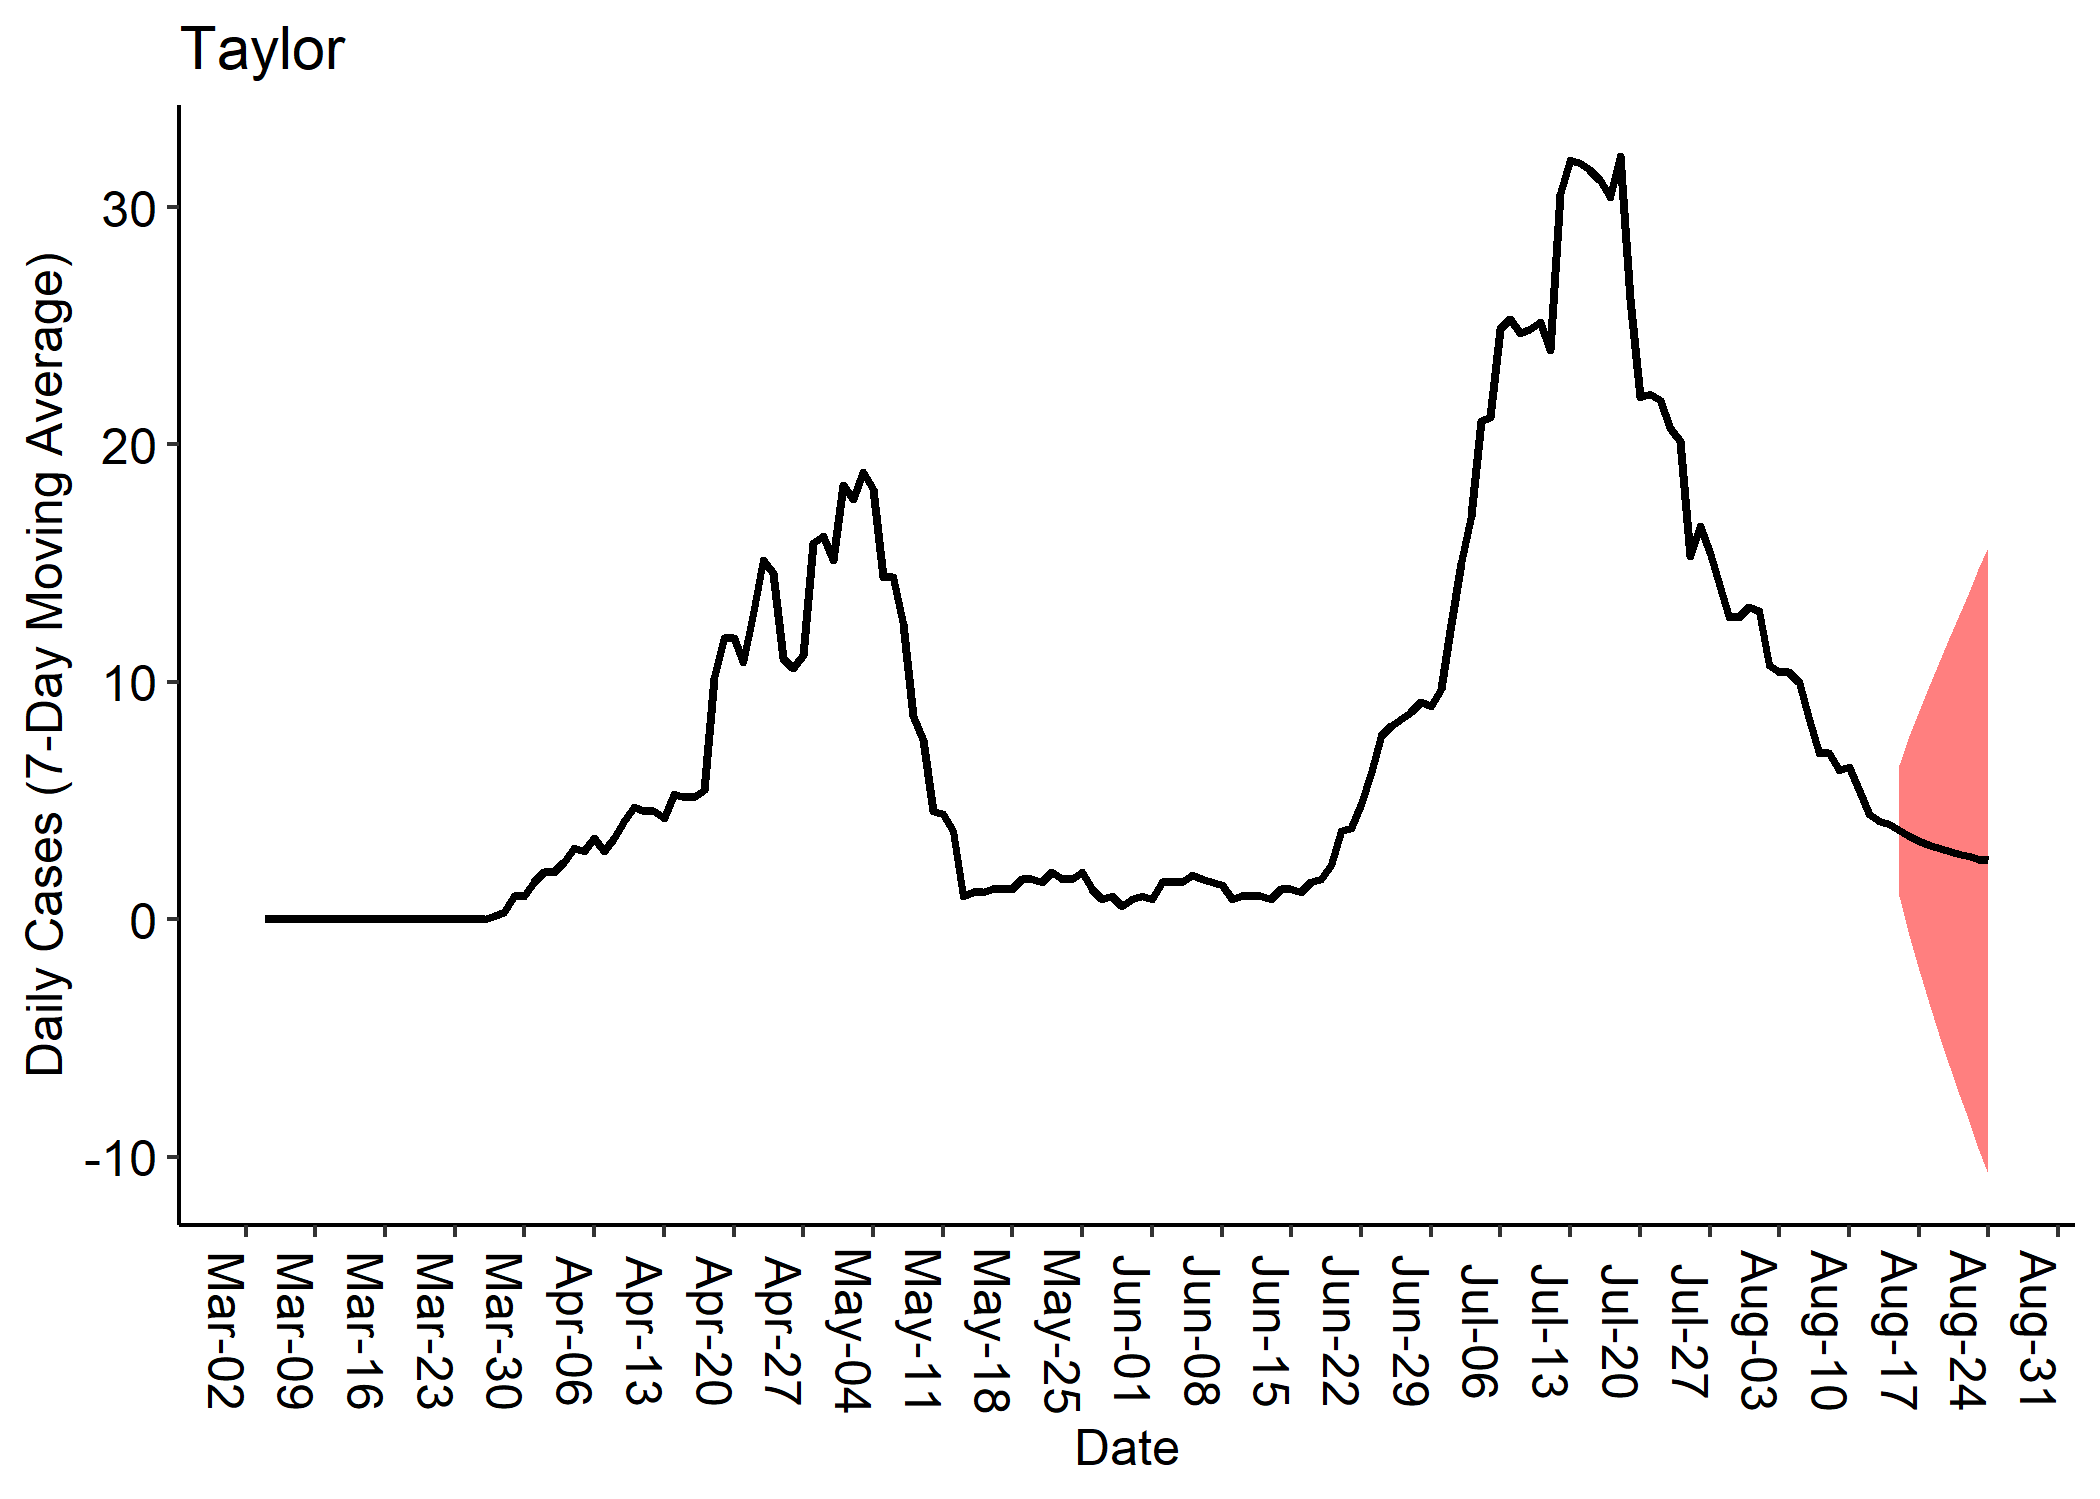 Taylor
Daily Cases (7-Day Moving Average)
30
20
10
0
-10
Mar-02
Mar-09
Mar-16
Mar-23
Mar-30
Apr-06
Apr-13
Apr-20
Apr-27
May-04
May-11
May-18
May-25
Jun-01
Jun-08
Jun-15
Jun-22
Jun-29
Jul-06
Jul-13
Jul-20
Jul-27
Aug-03
Aug-10
Aug-17
Aug-24
Aug-31
Date